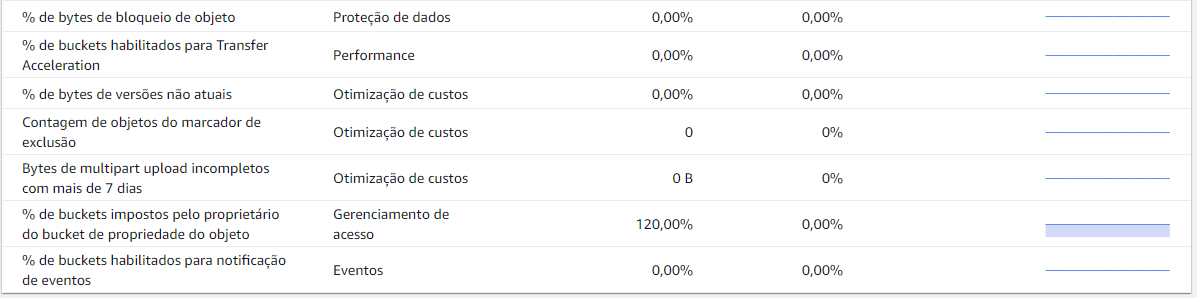 % de bytes de bloqueio de objeto Proteção de dados 0,00% 0,00%
% de buckets habilitados para Transfer
Acceleration Performance 0,00% 0,00%
% de bytes de versões não atuais Otimização de custos 0,00% 0,00%
Contagem de objetos do marcador de
exclusão Otimização de custos 0 0%
Bytes de multipart upload incompletos
com mais de 7 dias Otimização de custos 0 B 0%
% de buckets impostos pelo proprietário
do bucket de propriedade do objeto Gerenciamento de
acesso 120,00% 0,00%
% de buckets habilitados para notificação
de eventos Eventos 0,00% 0,00%